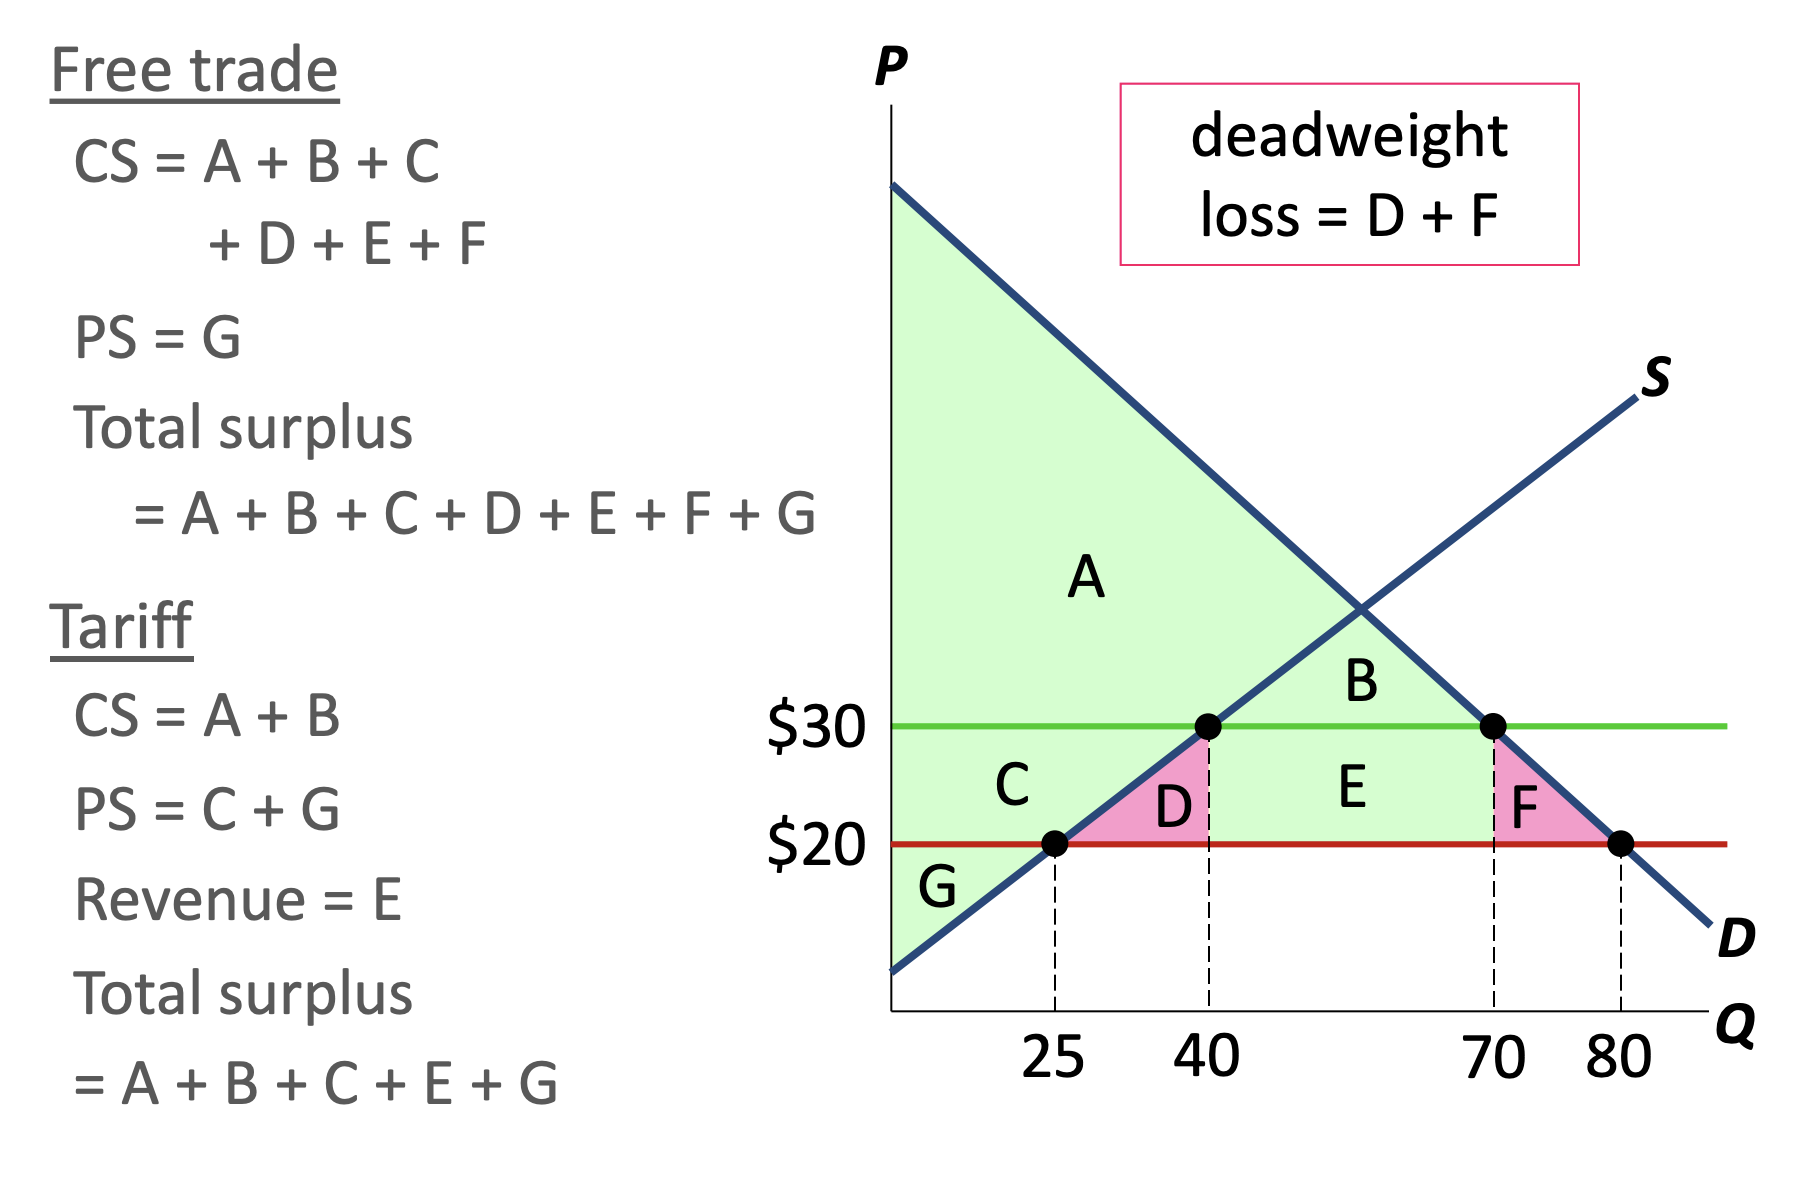 Free trade
CS = A + B + C
+ D + E + F
PS = G
Total surplus
= A + B + C + D + E + F + G
Tariff
CS = A + B
PS = C + G
Revenue = E
Total surplus
= A + B + C + E + G
P
deadweight
loss = D + F
S
A
B
$30
C
D
E
F
$20
G
D
Q
25 40 70 80